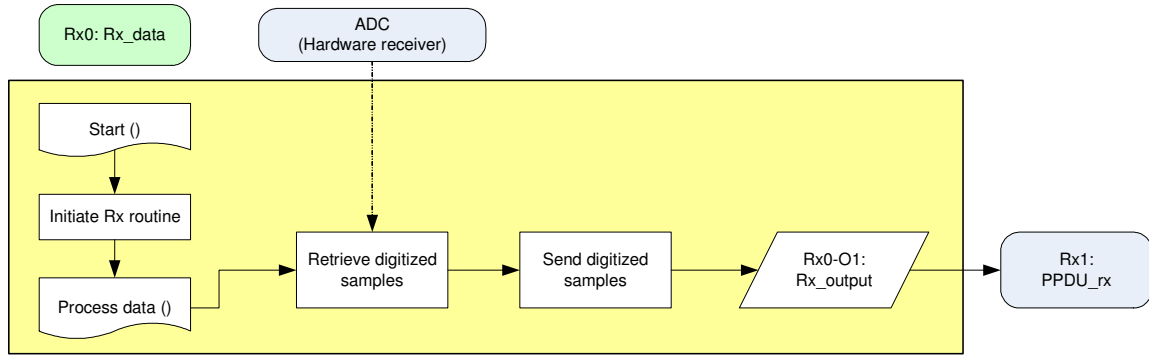 Rx0: Rx_data
ADC
(Hardware receiver)
Start ()
Initiate Rx routine
Process data ()
Retrieve digitized
samples
Send digitized
samples
Rx0-O1:
Rx_output
Rx1:
PPDU_rx